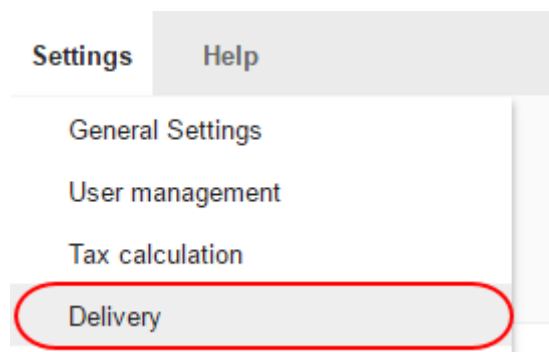 Settings Help
General Settings
User management
Tax calculation
Delivery